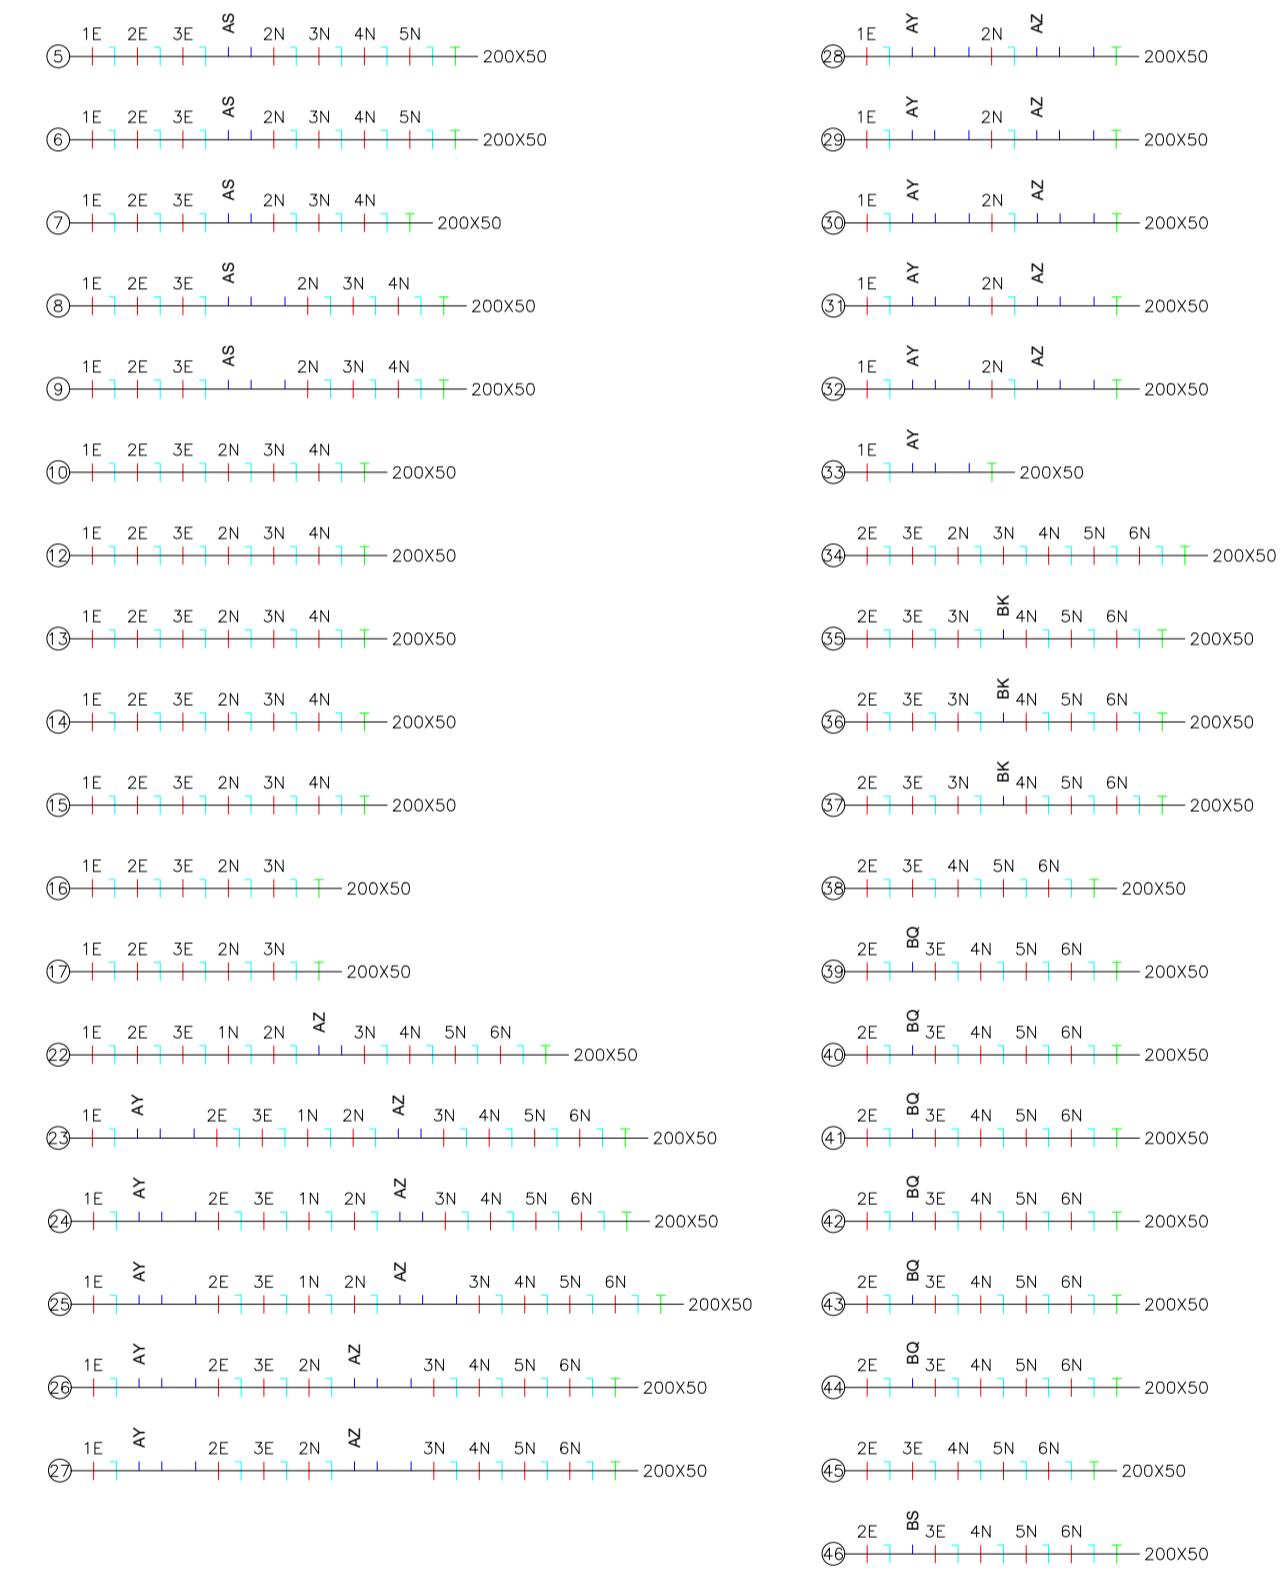 5 1E 2E 3E AS 2N 3N 4N 5N 200X50
6 1E 2E 3E AS 2N 3N 4N 5N 200X50
7 1E 2E 3E AS 2N 3N 4N 200X50
8 1E 2E 3E AS 2N 3N 4N 200X50
9 1E 2E 3E AS 2N 3N 4N 200X50
10 1E 2E 3E 2N 3N 4N 200X50
12 1E 2E 3E 2N 3N 4N 200X50
13 1E 2E 3E 2N 3N 4N 200X50
14 1E 2E 3E 2N 3N 4N 200X50
15 1E 2E 3E 2N 3N 4N 200X50
16 1E 2E 3E 2N 3N 200X50
17 1E 2E 3E 2N 3N 200X50
22 1E 2E 3E 1N 2N AZ 3N 4N 5N 6N 200X50
23 1E AY 2E 3E 1N 2N AZ 3N 4N 5N 6N 200X50
24 1E AY 2E 3E 1N 2N AZ 3N 4N 5N 6N 200X50
25 1E AY 2E 3E 1N 2N AZ 3N 4N 5N 6N 200X50
26 1E AY 2E 3E 2N AZ 3N 4N 5N 6N 200X50
27 1E AY 2E 3E 2N AZ 3N 4N 5N 6N 200X50
28 1E AY 2N AZ 200X50
29 1E AY 2N AZ 200X50
30 1E AY 2N AZ 200X50
31 1E AY 2N AZ 200X50
32 1E AY 2N AZ 200X50
33 1E AY 200X50
34 2E 3E 2N 3N 4N 5N 6N 200X50
35 2E 3E 3N BK 4N 5N 6N 200X50
36 2E 3E 3N BK 4N 5N 6N 200X50
37 2E 3E 3N BK 4N 5N 6N 200X50
38 2E 3E 4N 5N 6N 200X50
39 2E BQ 3E 4N 5N 6N 200X50
40 2E BQ 3E 4N 5N 6N 200X50
41 2E BQ 3E 4N 5N 6N 200X50
42 2E BQ 3E 4N 5N 6N 200X50
43 2E BQ 3E 4N 5N 6N 200X50
44 2E BQ 3E 4N 5N 6N 200X50
45 2E 3E 4N 5N 6N 200X50
46 2E BS 3E 4N 5N 6N 200X50